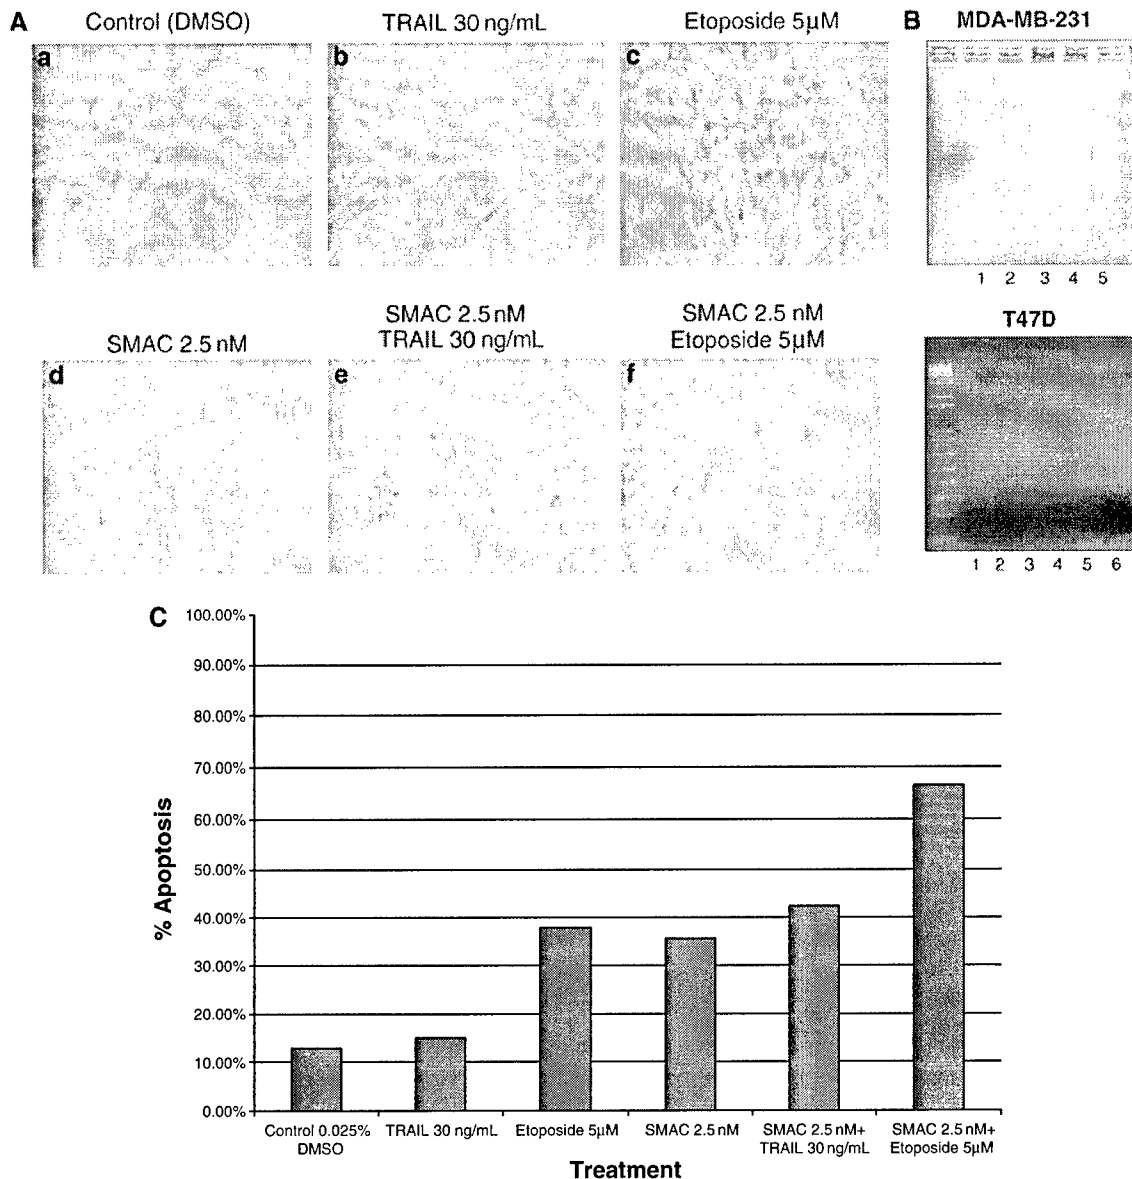 A
Control (DMSO)
TRAIL 30 ng/mL
Etoposide 5µM
B
MDA-MB-231
a
b
c
1 2 3 4 5
SMAC 2.5 nM
SMAC 2.5 nM
TRAIL 30 ng/mL
SMAC 2.5 nM
Etoposide 5µM
T47D
d
e
f
1 2 3 4 5 6
C
100.00%
90.00%
80.00%
70.00%
60.00%
50.00%
40.00%
30.00%
20.00%
10.00%
0.00%
% Apoptosis
Control 0.025%
DMSO
TRAIL 30 ng/mL
Etoposide 5µM
SMAC 2.5 nM
SMAC 2.5 nM+
TRAIL 30 ng/mL
SMAC 2.5 nM+
Etoposide 5µM
Treatment